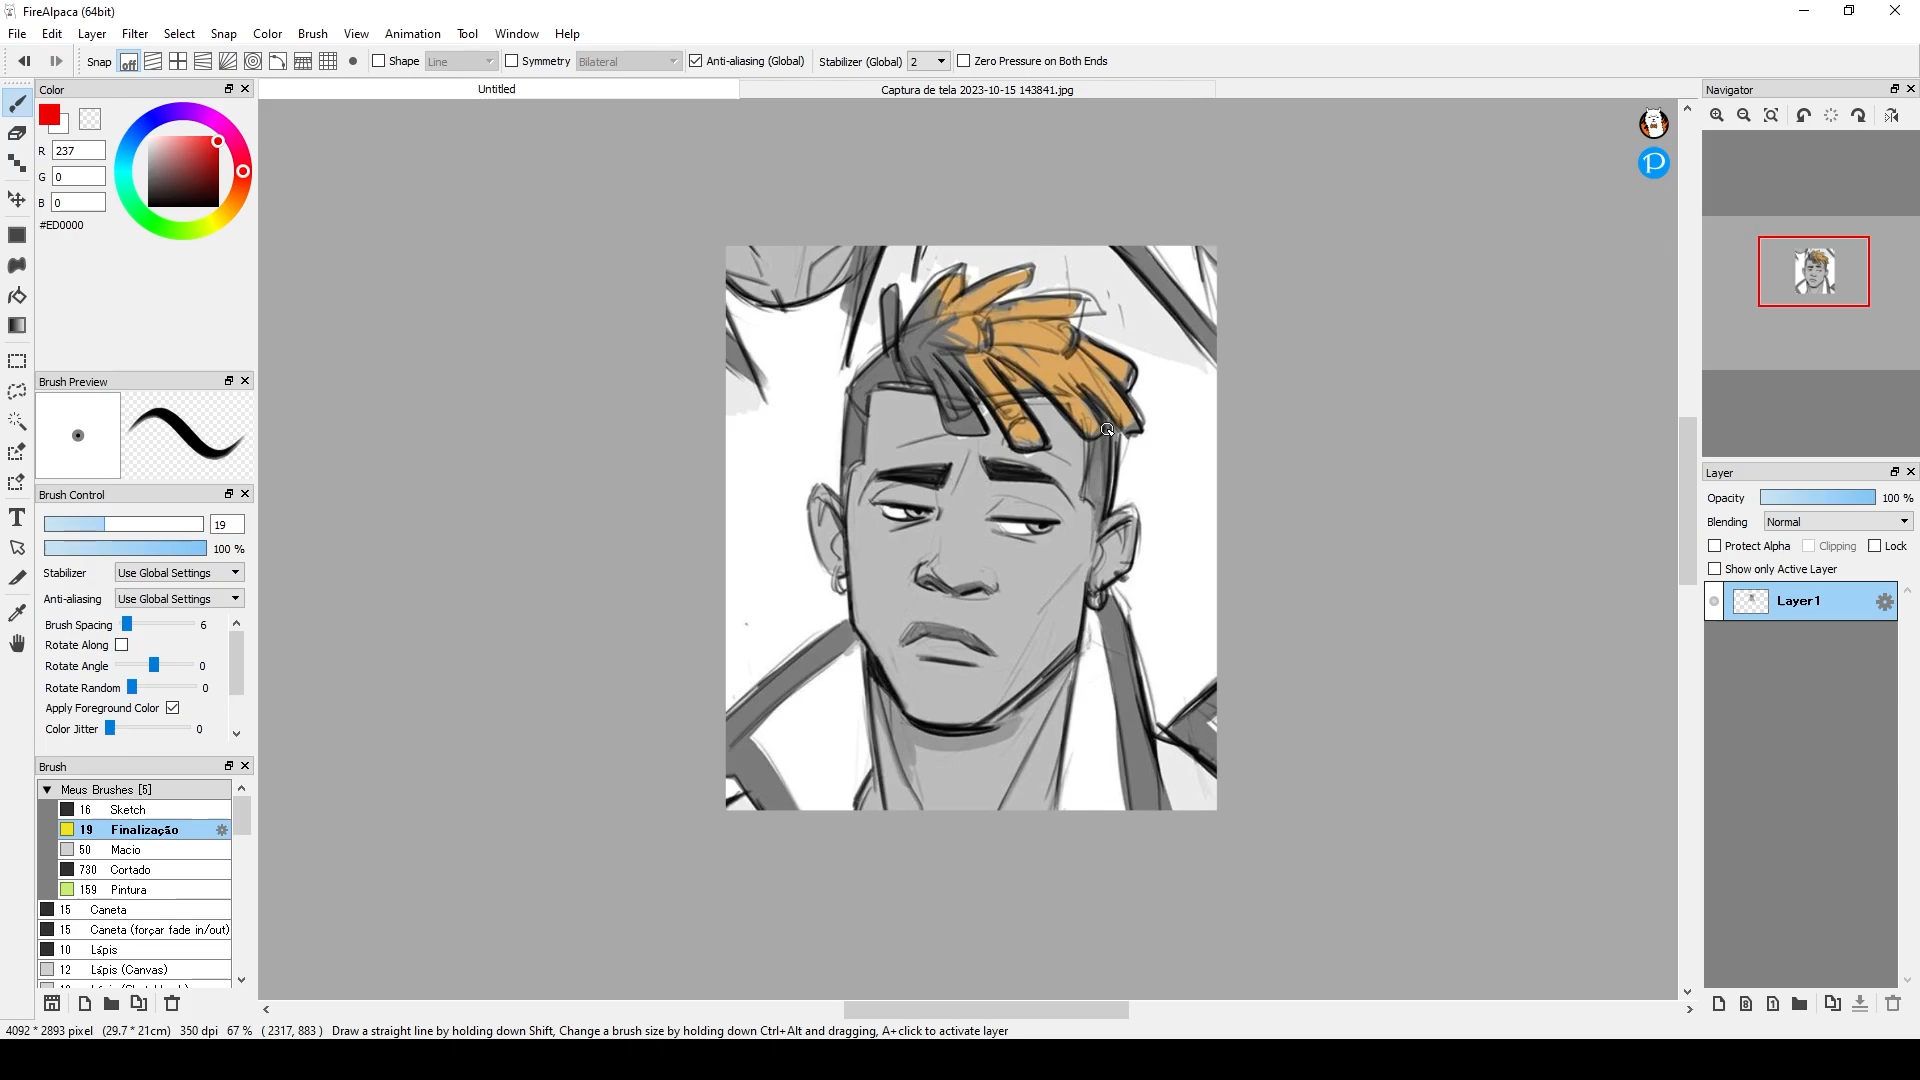 FireAlpaca (64bit)
File Edit Layer Filter Select Snap Color Brush View Animation Tool Window Help
Snap off Shape Line Symmetry Bilateral Anti-aliasing (Global) Stabilizer (Global) 2 Zero Pressure on Both Ends
Color
R 237
G 0
B 0
#ED0000
Brush Preview
Brush Control
19
100 %
Stabilizer Use Global Settings
Anti-aliasing Use Global Settings
Brush Spacing 6
Rotate Along
Rotate Angle 0
Rotate Random 0
Apply Foreground Color
Color Jitter 0
Brush
Meus Brushes [5]
16 Sketch
19 Finalização
50 Macio
730 Cortado
159 Pintura
15 Caneta
15 Caneta (forçar fade in/out)
10 Lápis
12 Lápis (Canvas)
Untitled
Captura de tela 2023-10-15 143841.jpg
P
Navigator
Layer
Opacity 100 %
Blending Normal
Protect Alpha Clipping Lock
Show only Active Layer
Layer1
4092 * 2893 pixel (29.7 * 21cm) 350 dpi 67 % ( 2317, 883 ) Draw a straight line by holding down Shift, Change a brush size by holding down Ctrl+Alt and dragging, A+click to activate layer